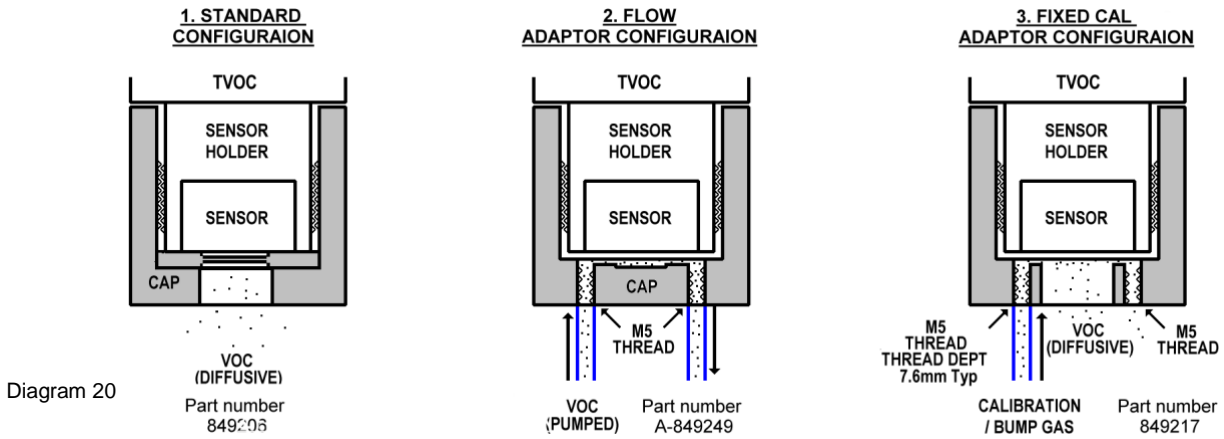 1. STANDARD
CONFIGURAION
TVOC
SENSOR
HOLDER
SENSOR
CAP
VOC
(DIFFUSIVE)
Part number
849206
2. FLOW
ADAPTOR CONFIGURAION
TVOC
SENSOR
HOLDER
SENSOR
CAP
M5
THREAD
VOC
(PUMPED)
Part number
A-849249
3. FIXED CAL
ADAPTOR CONFIGURAION
TVOC
SENSOR
HOLDER
SENSOR
M5
THREAD
THREAD DEPT
7.6mm Typ
VOC
(DIFFUSIVE)
M5
THREAD
CALIBRATION
/ BUMP GAS
Part number
849217
Diagram 20